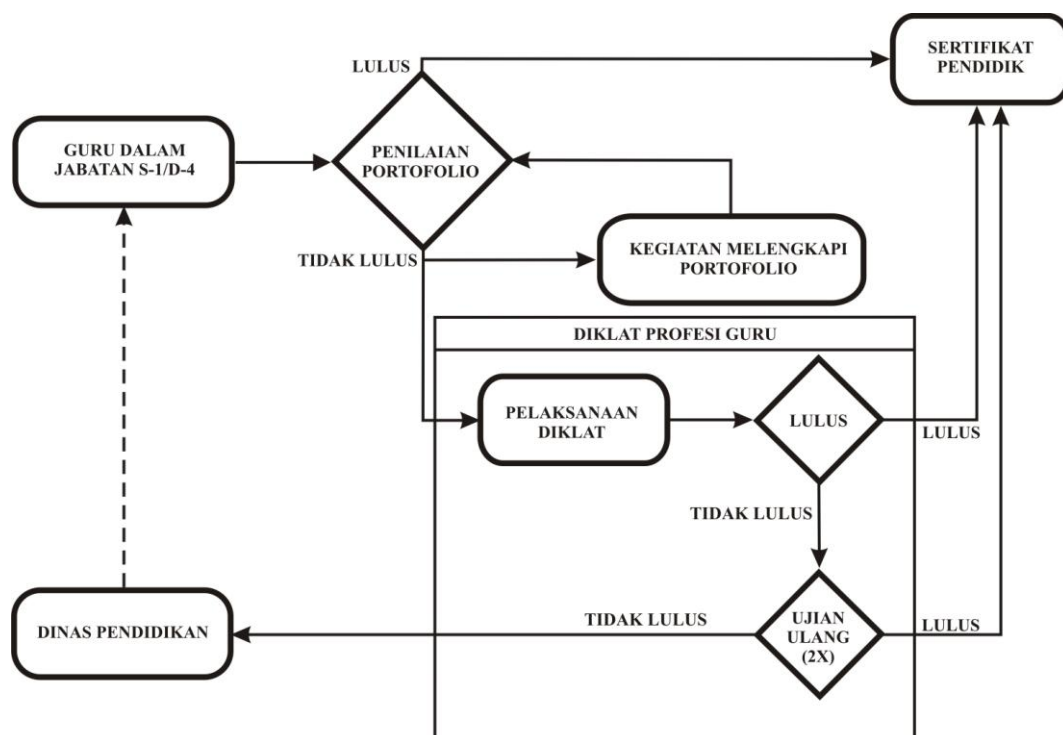 LULUS
SERTIFIKAT
PENDIDIK
GURU DALAM
JABATAN S-1/D-4
PENILAIAN
PORTOFOLIO
TIDAK LULUS
KEGIATAN MELENGKAPI
PORTOFOLIO
DIKLAT PROFESI GURU
PELAKSANAAN
DIKLAT
LULUS
LULUS
TIDAK LULUS
DINAS PENDIDIKAN
TIDAK LULUS
UJIAN
ULANG
(2X)
LULUS